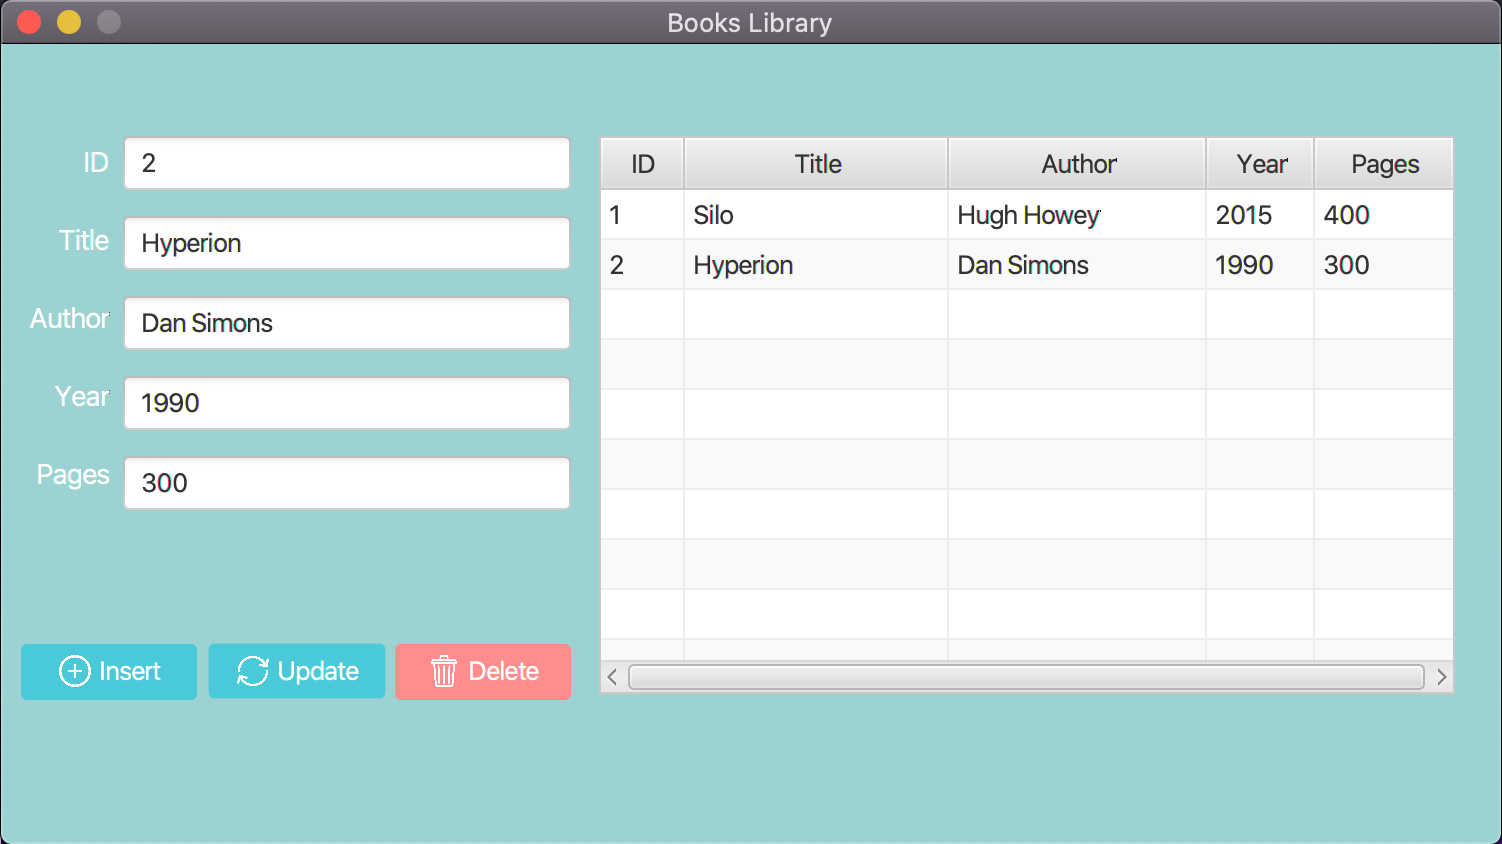 Books Library
ID 2
Title Hyperion
Author Dan Simons
Year 1990
Pages 300
Insert Update Delete
ID Title Author Year Pages
1 Silo Hugh Howey 2015 400
2 Hyperion Dan Simons 1990 300